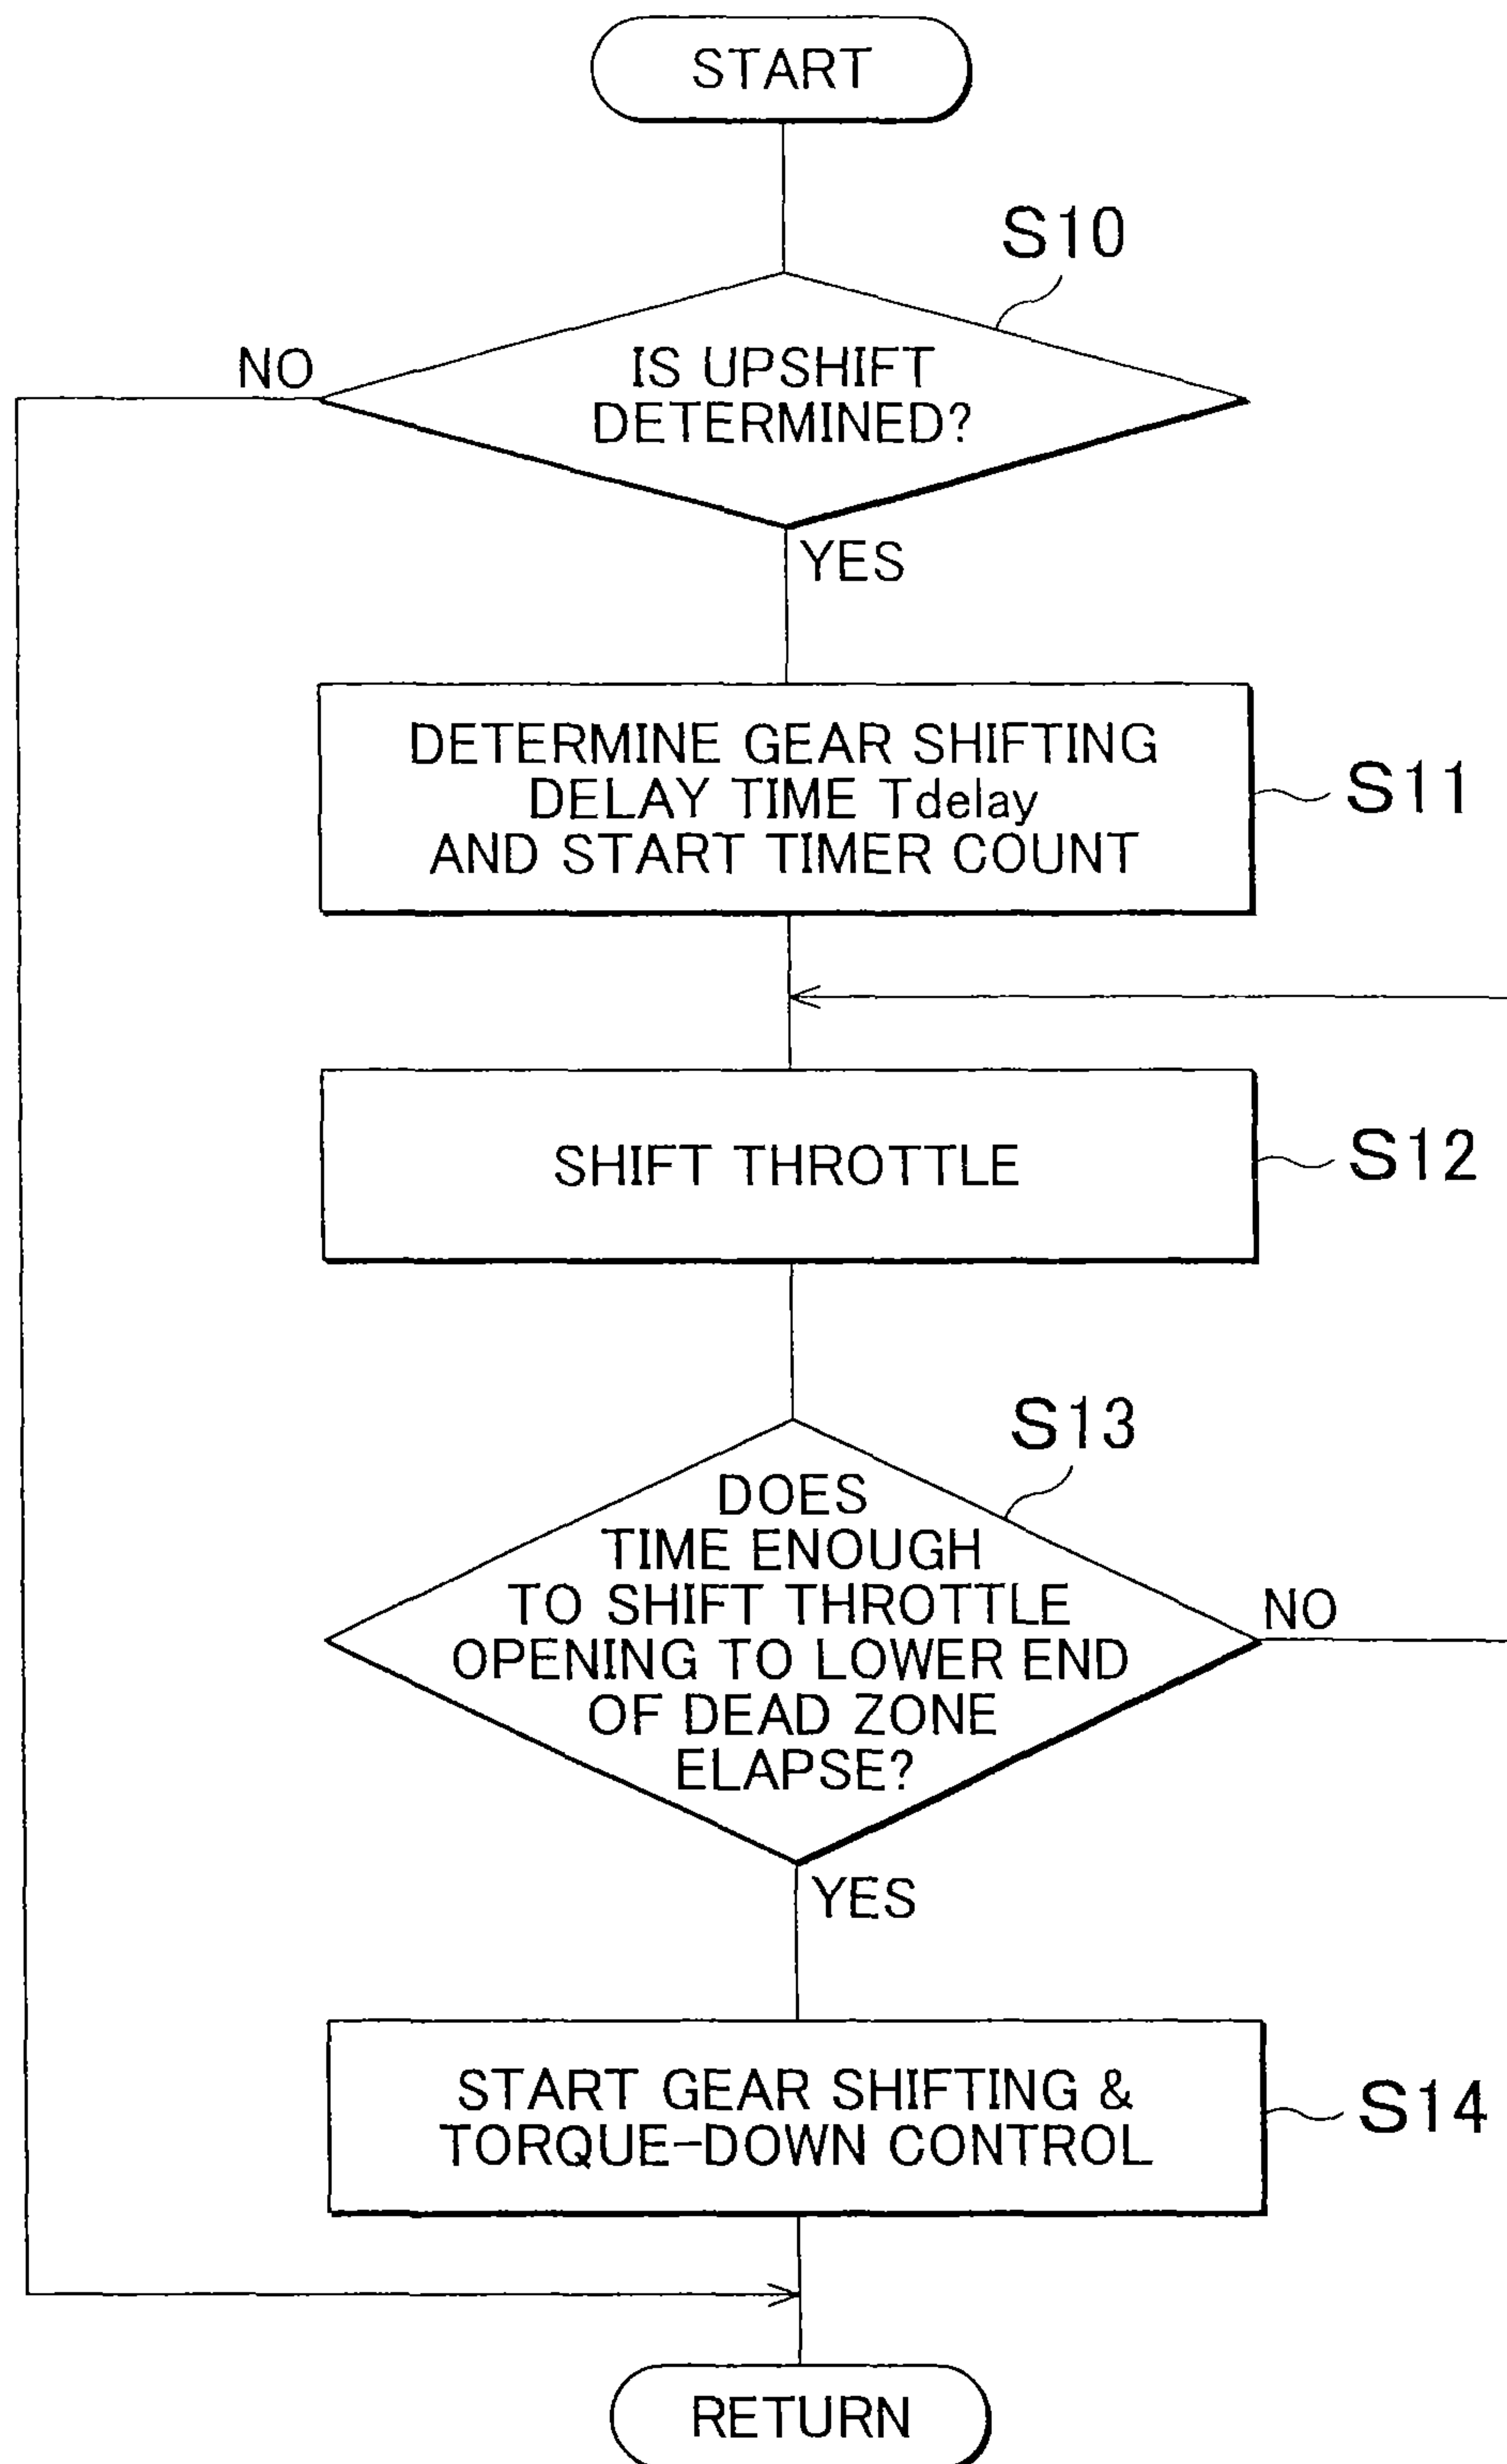 START
S10
NO
IS UPSHIFT
DETERMINED?
YES
DETERMINE GEAR SHIFTING
DELAY TIME Tdelay
AND START TIMER COUNT
S11
SHIFT THROTTLE
S12
S13
DOES
TIME ENOUGH
TO SHIFT THROTTLE
OPENING TO LOWER END
OF DEAD ZONE
ELAPSE?
NO
YES
START GEAR SHIFTING &
TORQUE-DOWN CONTROL
S14
RETURN